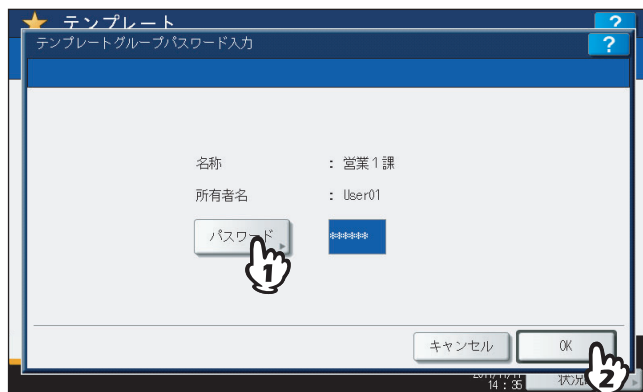 テンプレート
?
テンプレートグループパスワード入力
?
名称 : 営業1課
所有者名 : User01
パスワード ******
1
キャンセル
OK
2
14:35
状況